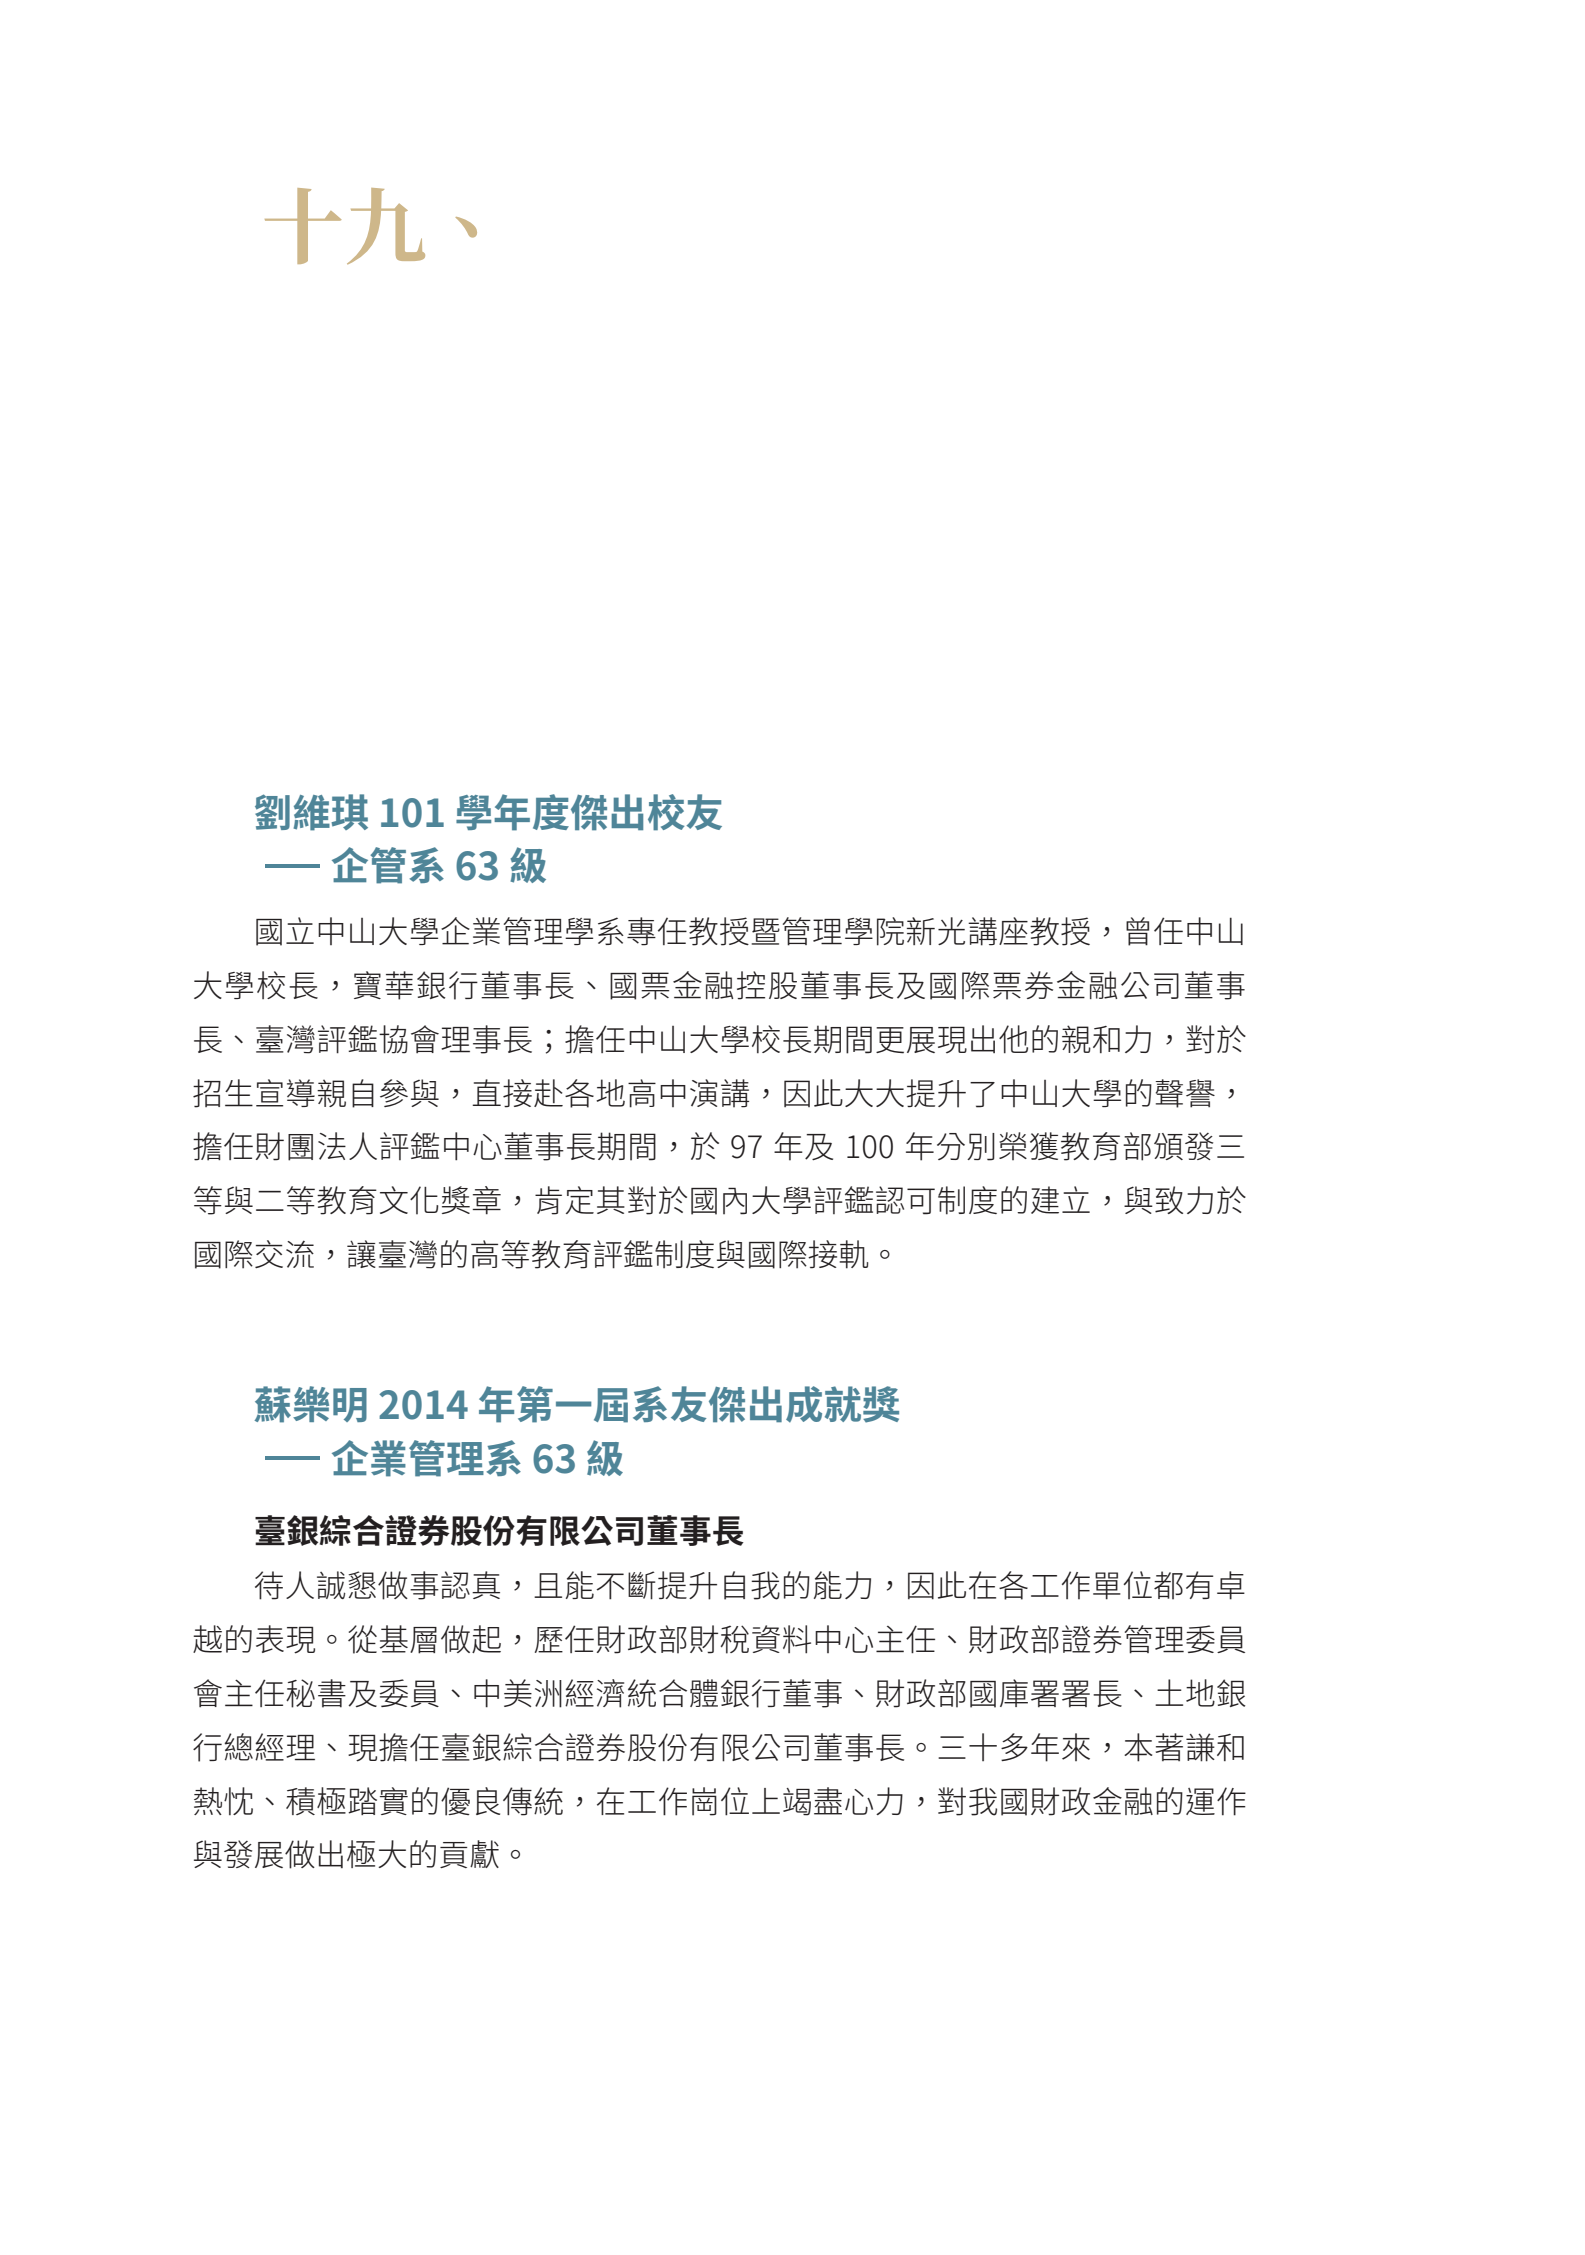 十九、
劉維琪 101 學年度傑出校友
── 企管系 63 級
國立中山大學企業管理學系專任教授暨管理學院新光講座教授，曾任中山
大學校長，寶華銀行董事長、國票金融控股董事長及國際票券金融公司董事
長、臺灣評鑑協會理事長；擔任中山大學校長期間更展現出他的親和力，對於
招生宣導親自參與，直接赴各地高中演講，因此大大提升了中山大學的聲譽，
擔任財團法人評鑑中心董事長期間，於 97 年及 100 年分別榮獲教育部頒發三
等與二等教育文化獎章，肯定其對於國內大學評鑑認可制度的建立，與致力於
國際交流，讓臺灣的高等教育評鑑制度與國際接軌。
蘇樂明 2014 年第一屆系友傑出成就獎
── 企業管理系 63 級
臺銀綜合證券股份有限公司董事長
待人誠懇做事認真，且能不斷提升自我的能力，因此在各工作單位都有卓
越的表現。從基層做起，歷任財政部財稅資料中心主任、財政部證券管理委員
會主任秘書及委員、中美洲經濟統合體銀行董事、財政部國庫署署長、土地銀
行總經理、現擔任臺銀綜合證券股份有限公司董事長。三十多年來，本著謙和
熱忱、積極踏實的優良傳統，在工作崗位上竭盡心力，對我國財政金融的運作
與發展做出極大的貢獻。